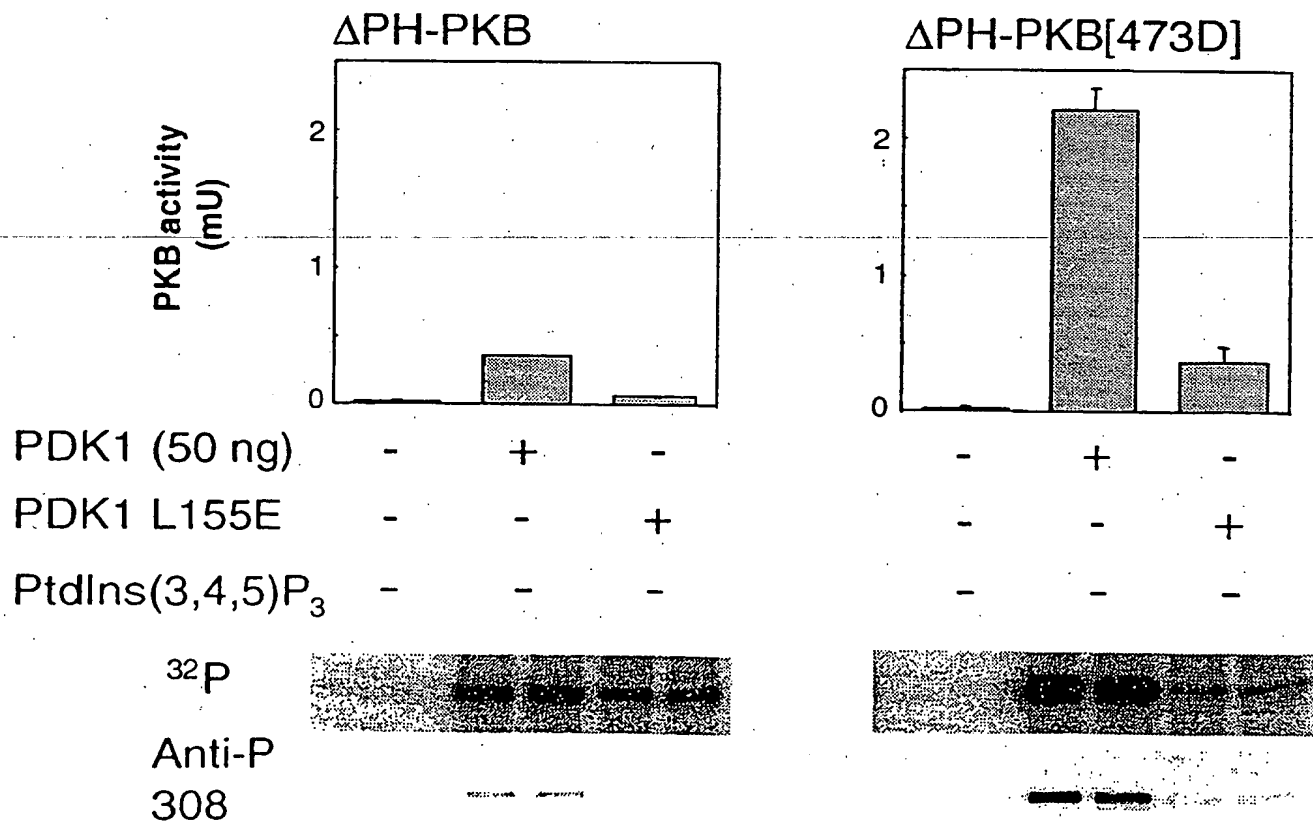 ΔPH-PKB
ΔPH-PKB[473D]
PKB activity
(mU)
2
1
0
2
1
0
PDK1 (50 ng) - + - - + -
PDK1 L155E - - + - - +
PtdIns(3,4,5)P₃ - - - - - -
³²P
Anti-P
308